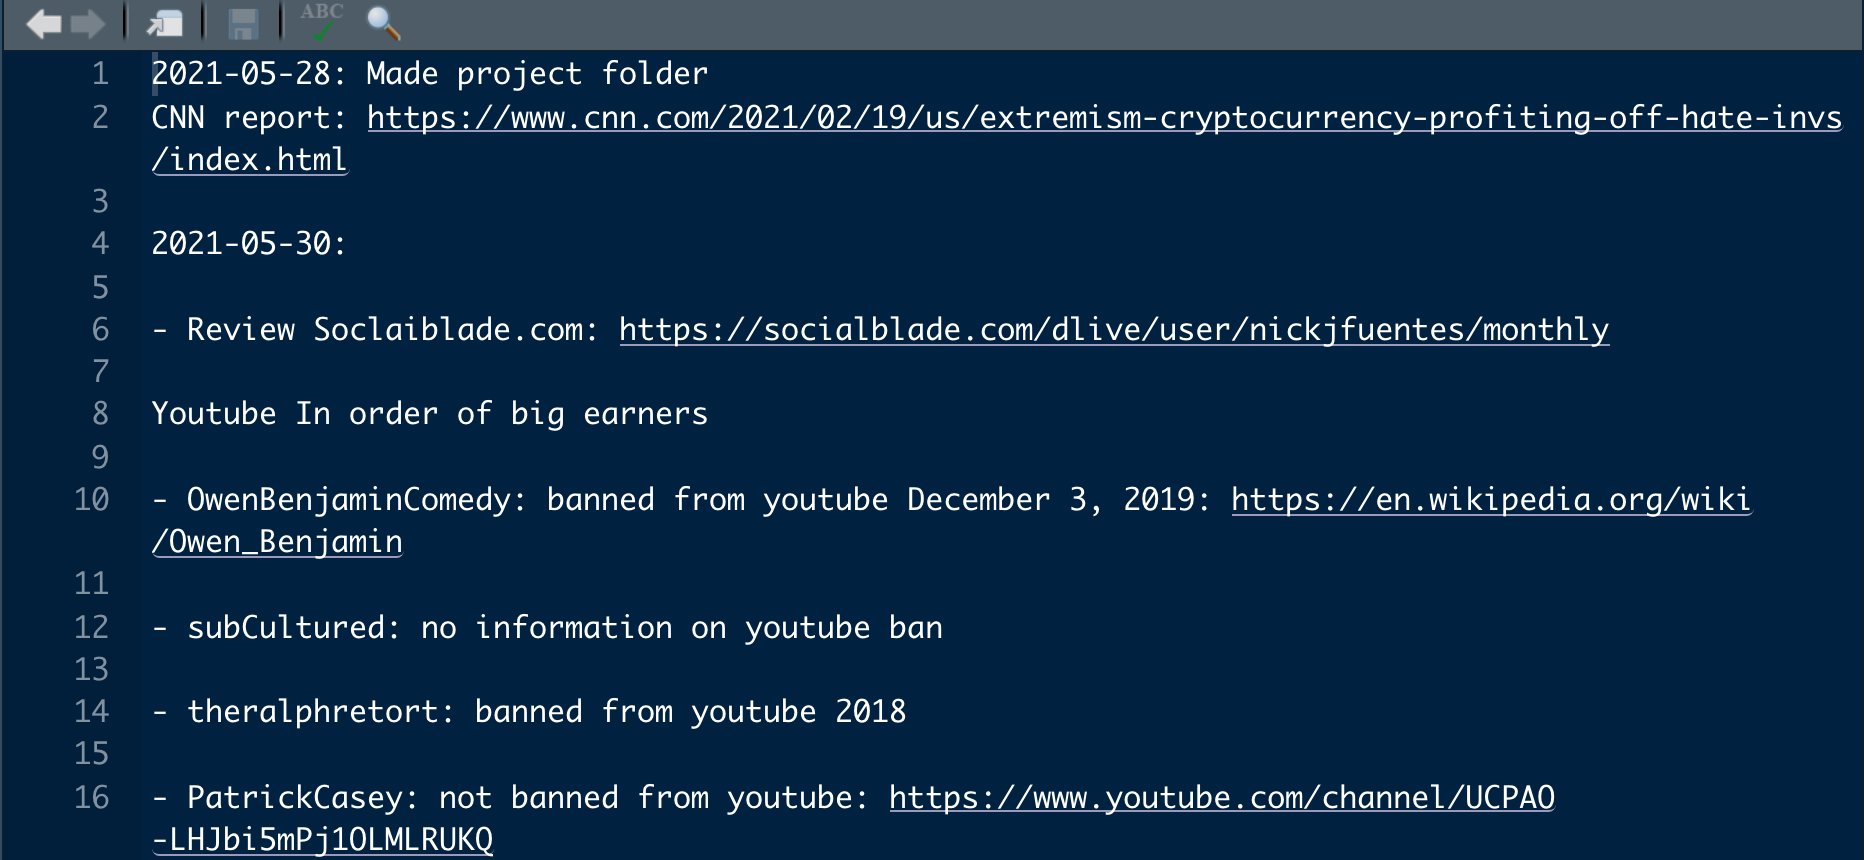 ABC
1 2021-05-28: Made project folder
2 CNN report: https://www.cnn.com/2021/02/19/us/extremism-cryptocurrency-profiting-off-hate-invs
/index.html
3
4 2021-05-30:
5
6 - Review Soclaiblade.com: https://socialblade.com/dlive/user/nickjfuentes/monthly
7
8 Youtube In order of big earners
9
10 - OwenBenjaminComedy: banned from youtube December 3, 2019: https://en.wikipedia.org/wiki
/Owen_Benjamin
11
12 - subCultured: no information on youtube ban
13
14 - theralphretort: banned from youtube 2018
15
16 - PatrickCasey: not banned from youtube: https://www.youtube.com/channel/UCPAO
-LHJbi5mPj1OLMLRUKQ